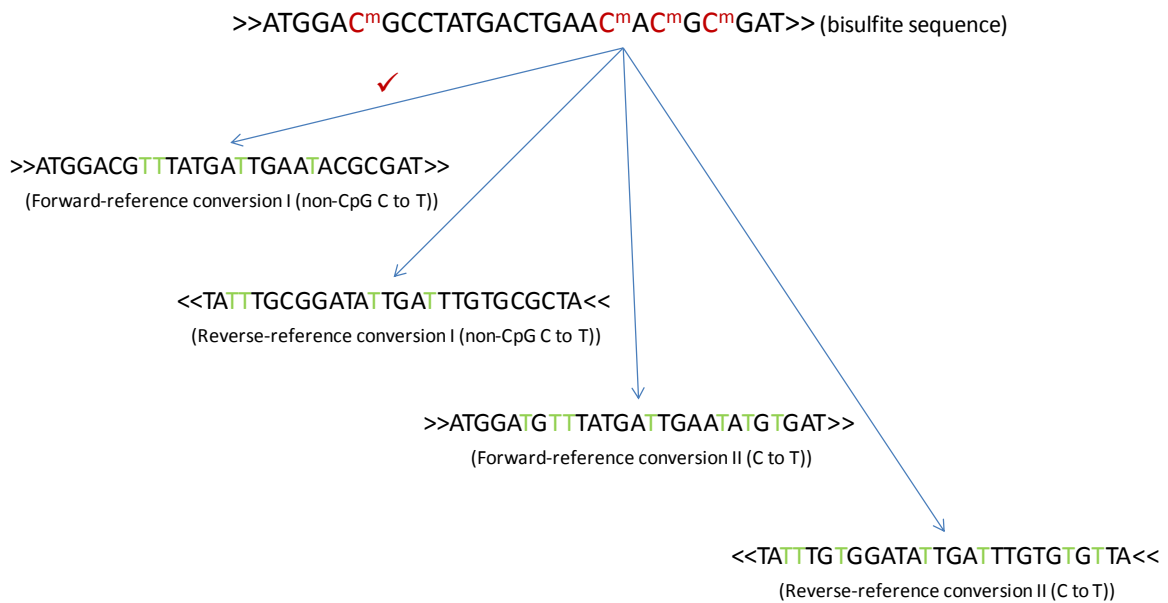 >>ATGGACᵐGCCTATGACTGAACᵐACᵐGCᵐGAT>> (bisulfite sequence)
✓
>>ATGGACGTTTATGATTGAATACGCGAT>>
(Forward-reference conversion I (non-CpG C to T))
<<TATTTGCGGATATTGATTTGTGCGCTA<<
(Reverse-reference conversion I (non-CpG C to T))
>>ATGGATGTTTATGATTGAATATGTGAT>>
(Forward-reference conversion II (C to T))
<<TATTTGTGGATATTGATTTGTGTGTTA<<
(Reverse-reference conversion II (C to T))